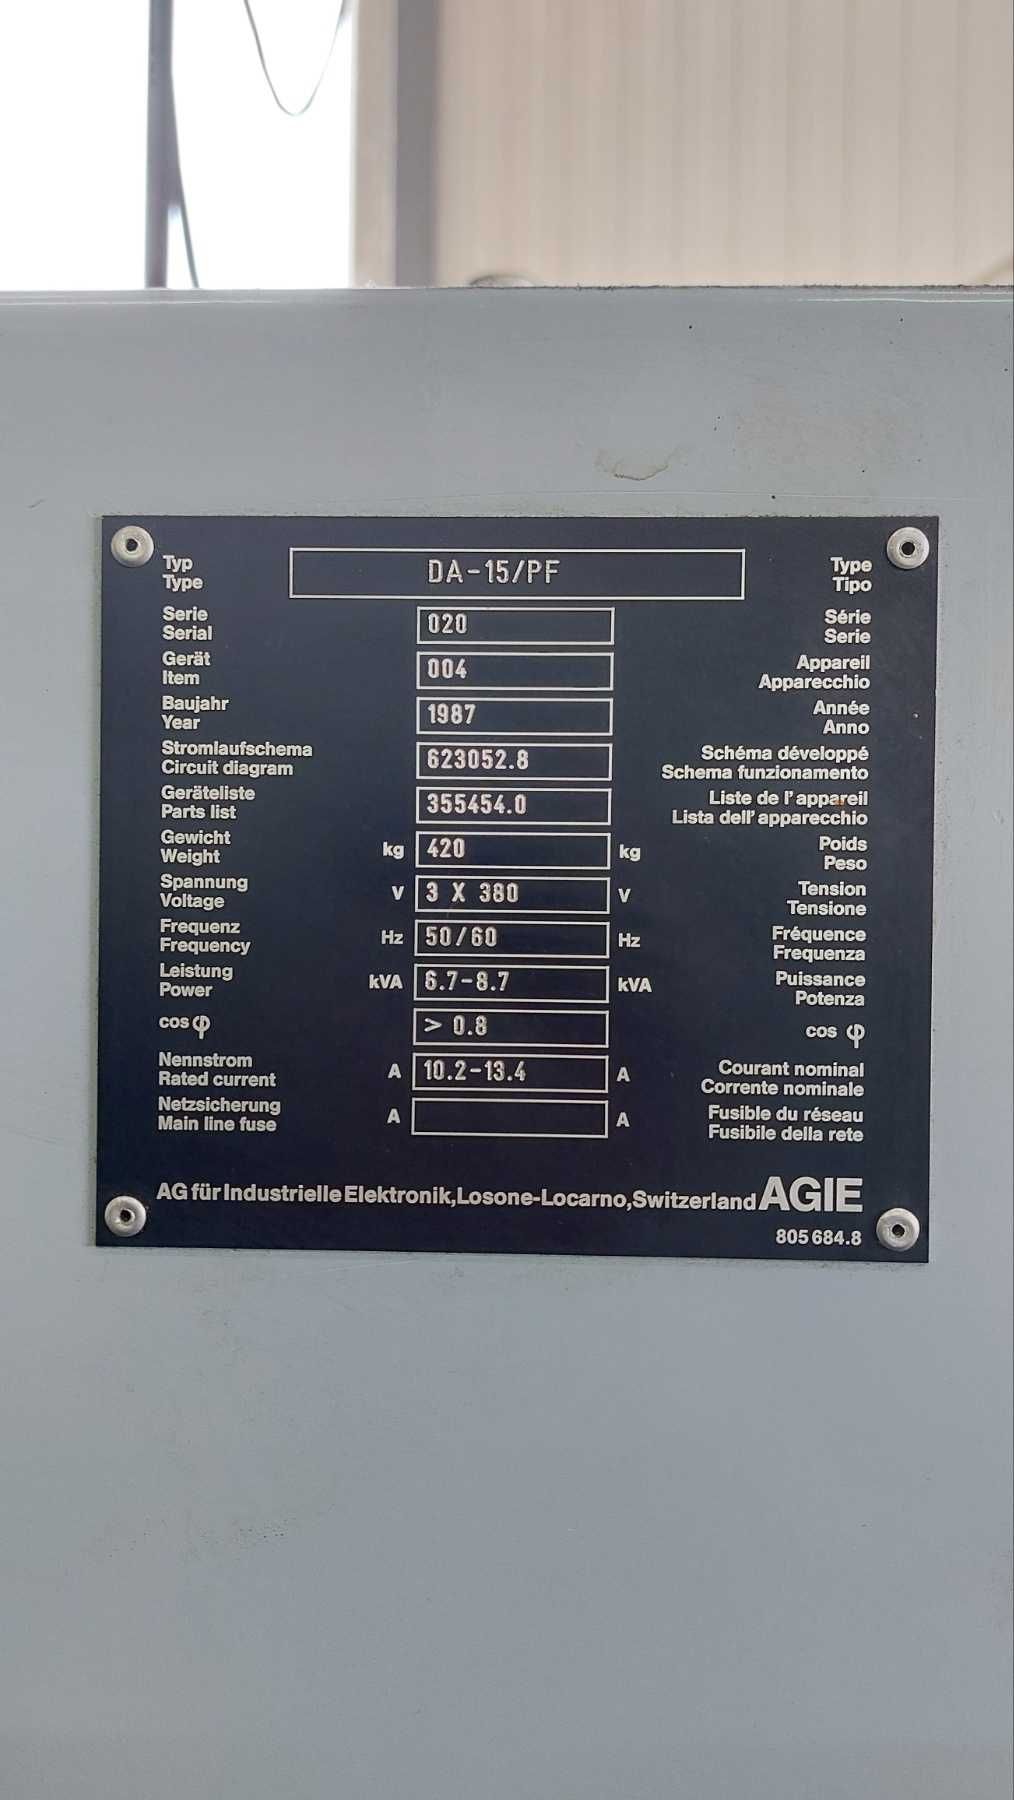 Typ DA-15/PF Type
Type Tipo
Serie 020 Série
Serial Serie
Gerät 004 Appareil
Item Apparecchio
Baujahr 1987 Année
Year Anno
Stromlaufschema 623052.8 Schéma développé
Circuit diagram Schema funzionamento
Geräteliste 355454.0 Liste de l'appareil
Parts list Lista dell'apparecchio
Gewicht kg 420 kg Poids
Weight Peso
Spannung V 3 X 380 V Tension
Voltage Tensione
Frequenz Hz 50/60 Hz Fréquence
Frequency Frequenza
Leistung kVA 6.7-8.7 kVA Puissance
Power Potenza
cos φ > 0.8 cos φ
Nennstrom A 10.2-13.4 A Courant nominal
Rated current Corrente nominale
Netzsicherung A A Fusible du réseau
Main line fuse Fusibile della rete
AG für Industrielle Elektronik, Losone-Locarno, Switzerland AGIE
805 684.8